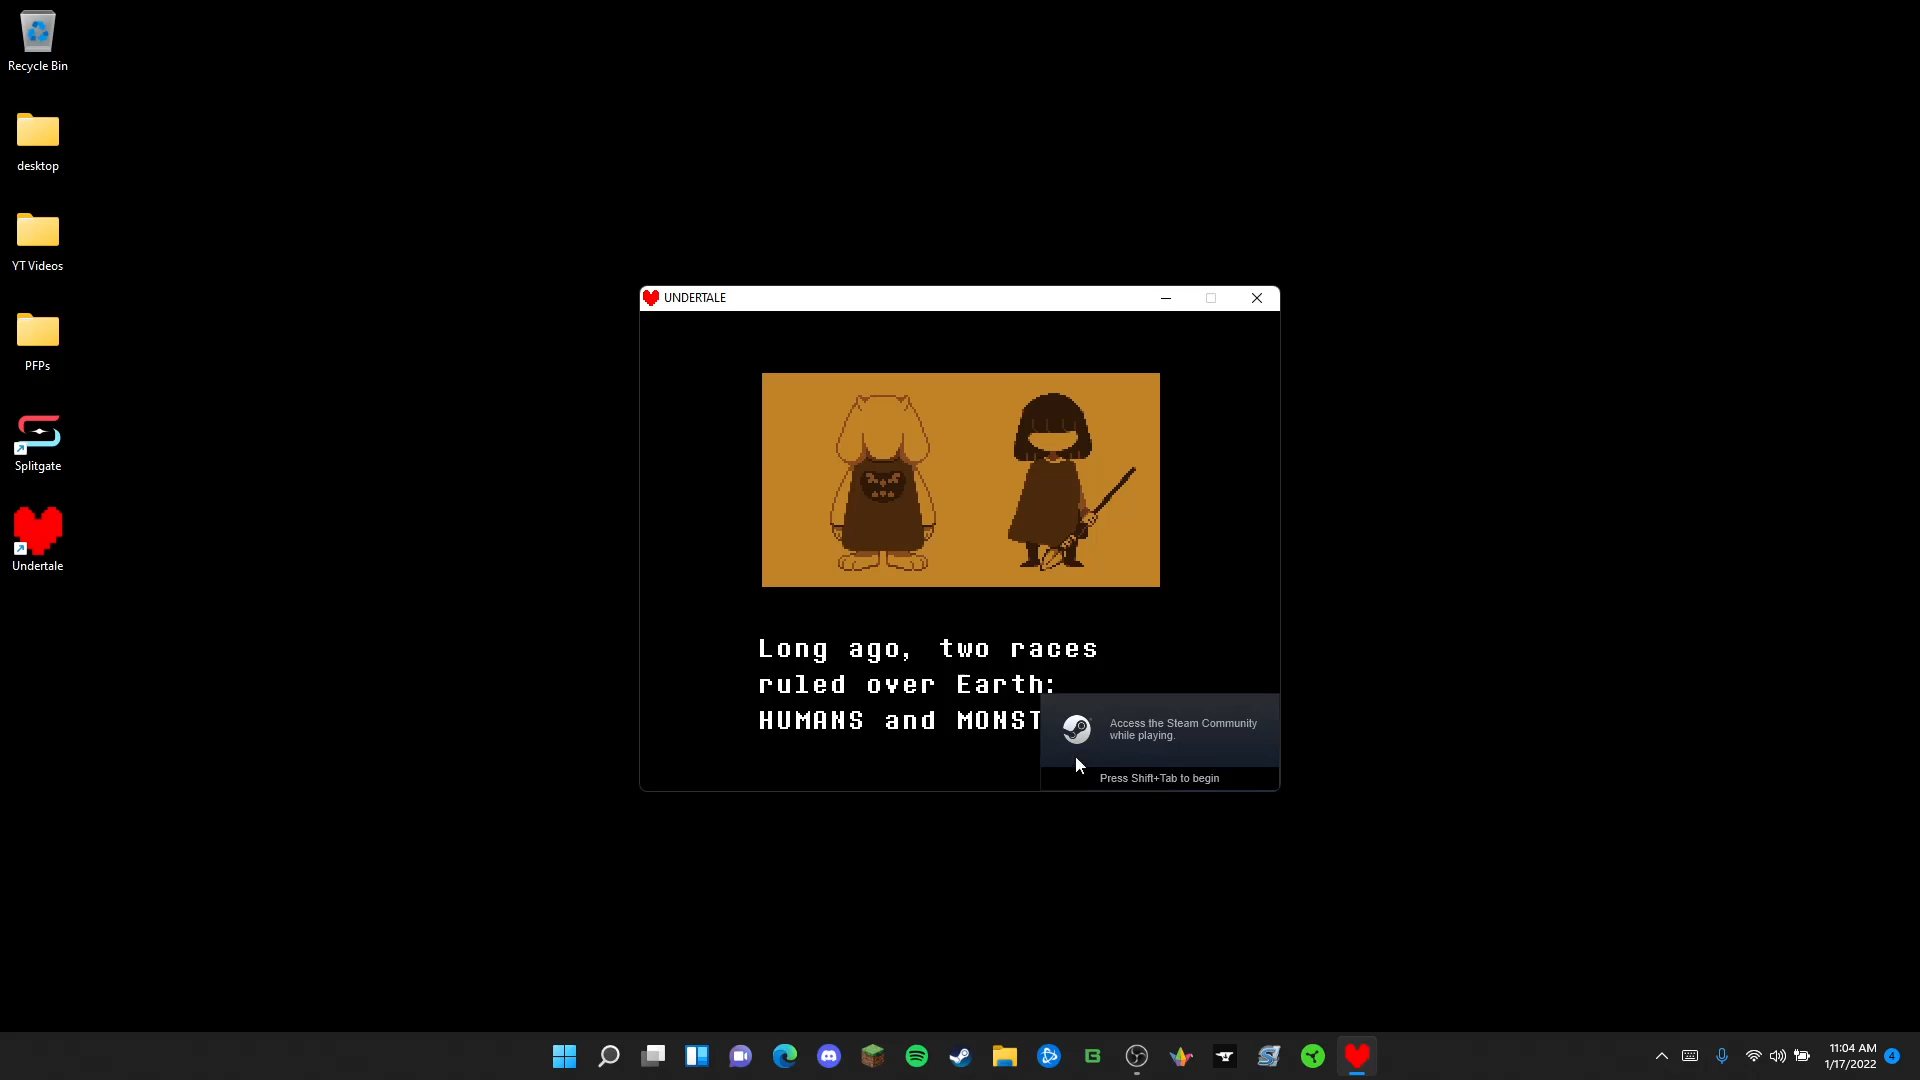 Recycle Bin
desktop
YT Videos
PFPs
Splitgate
Undertale
UNDERTALE
Long ago, two races
ruled over Earth:
HUMANS and MONST
Access the Steam Community
while playing.
Press Shift+Tab to begin
11:04 AM
1/17/2022
4